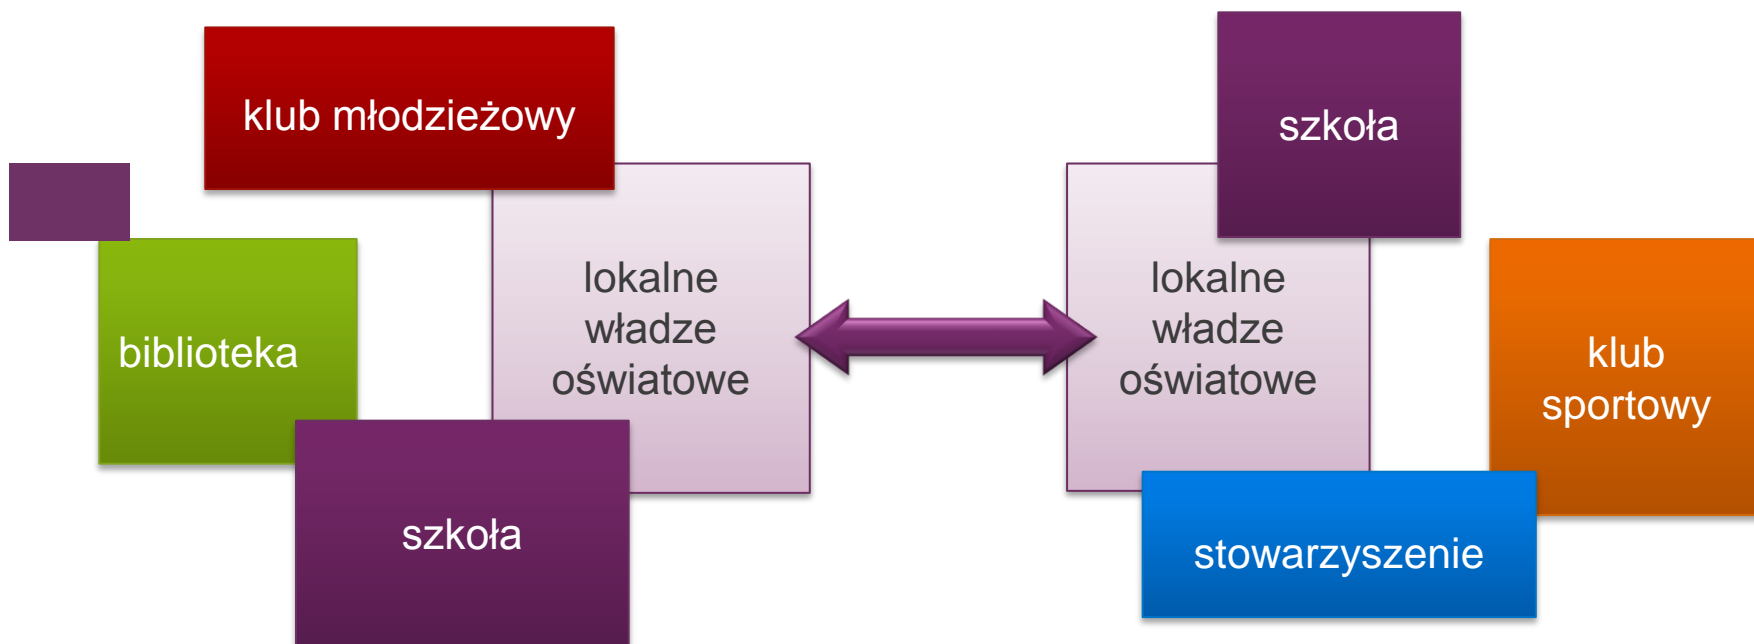 klub młodzieżowy
szkoła
lokalne
władze
oświatowe
lokalne
władze
oświatowe
biblioteka
klub
sportowy
szkoła
stowarzyszenie